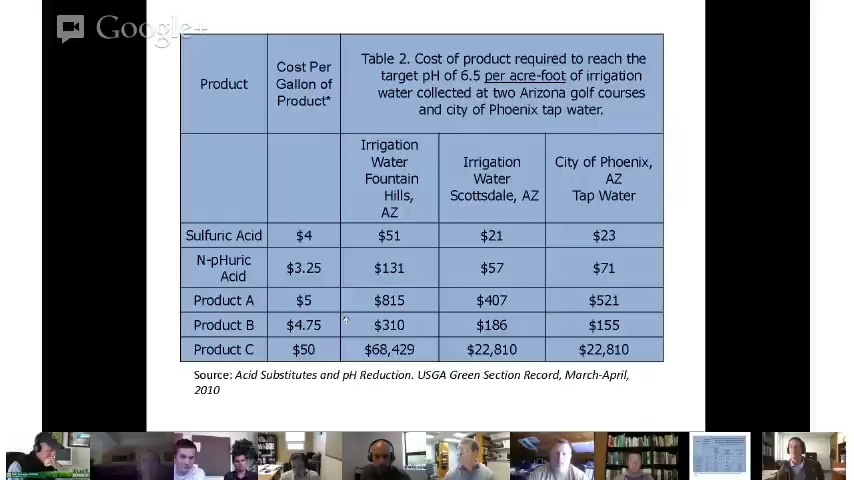 Google+
Product
Cost Per
Gallon of
Product*
Table 2. Cost of product required to reach the
target pH of 6.5 per acre-foot of irrigation
water collected at two Arizona golf courses
and city of Phoenix tap water.
Irrigation
Water
Fountain
Hills,
AZ
Irrigation
Water
Scottsdale, AZ
City of Phoenix,
AZ
Tap Water
Sulfuric Acid $4 $51 $21 $23
N-pHuric
Acid $3.25 $131 $57 $71
Product A $5 $815 $407 $521
Product B $4.75 $310 $186 $155
Product C $50 $68,429 $22,810 $22,810
Source: Acid Substitutes and pH Reduction. USGA Green Section Record, March-April,
2010